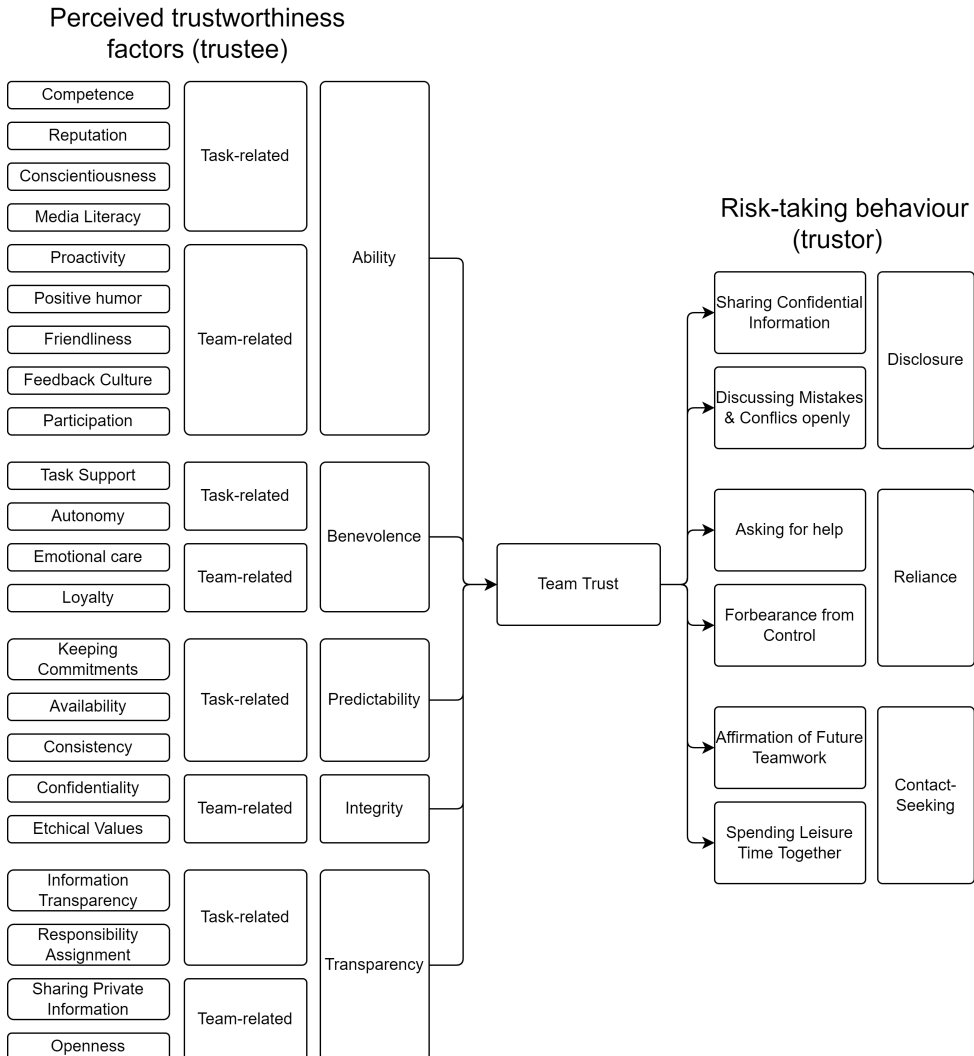 Perceived trustworthiness
factors (trustee)
Competence
Reputation
Conscientiousness
Media Literacy
Proactivity
Positive humor
Friendliness
Feedback Culture
Participation
Task-related
Team-related
Ability
Task Support
Autonomy
Emotional care
Loyalty
Task-related
Team-related
Benevolence
Keeping
Commitments
Availability
Consistency
Task-related
Predictability
Confidentiality
Etchical Values
Team-related
Integrity
Information
Transparency
Responsibility
Assignment
Sharing Private
Information
Openness
Task-related
Team-related
Transparency
Team Trust
Risk-taking behaviour
(trustor)
Sharing Confidential
Information
Discussing Mistakes
& Conflics openly
Disclosure
Asking for help
Forbearance from
Control
Reliance
Affirmation of Future
Teamwork
Spending Leisure
Time Together
Contact-
Seeking